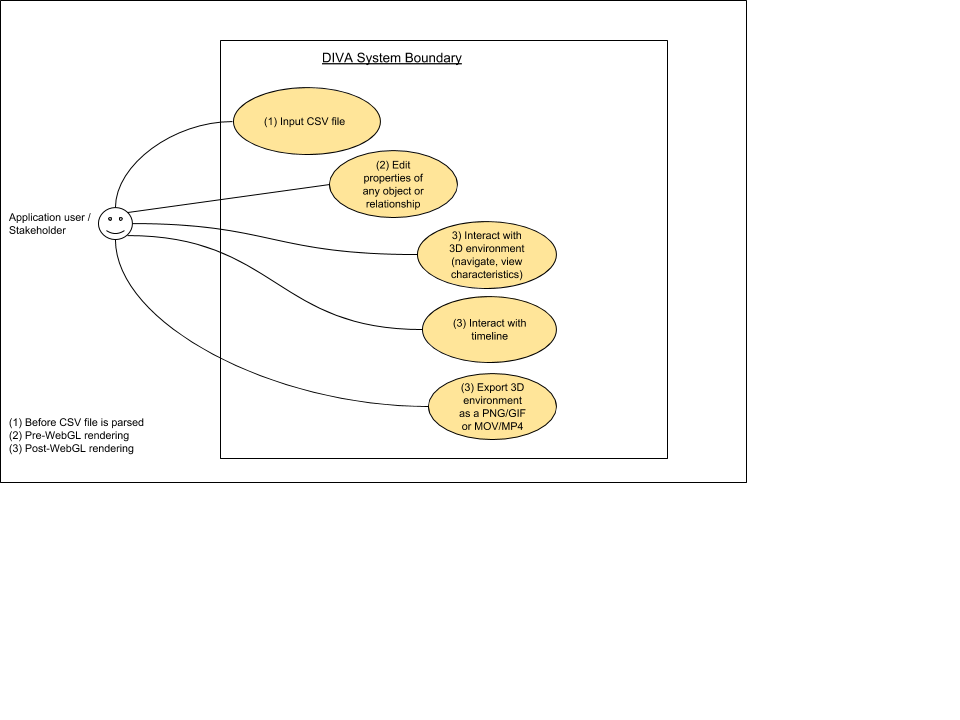 DIVA System Boundary
(1) Input CSV file
(2) Edit
properties of
any object or
relationship
Application user /
Stakeholder
3) Interact with
3D environment
(navigate, view
characteristics)
(3) Interact with
timeline
(3) Export 3D
environment
as a PNG/GIF
or MOV/MP4
(1) Before CSV file is parsed
(2) Pre-WebGL rendering
(3) Post-WebGL rendering